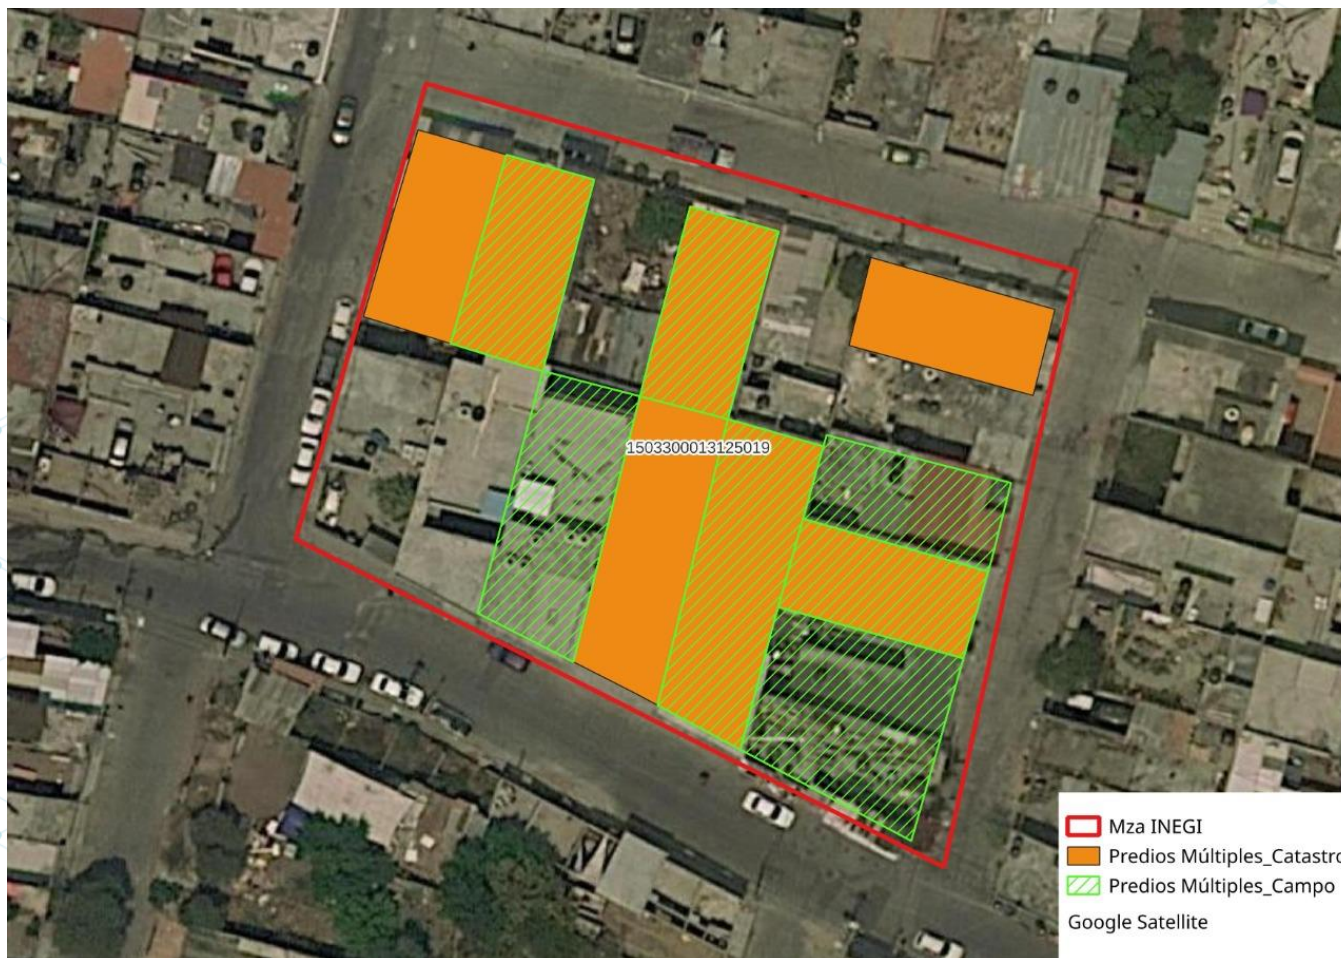 1503300013125019
Mza INEGI
Predios Múltiples_Catastro
Predios Múltiples_Campo
Google Satellite